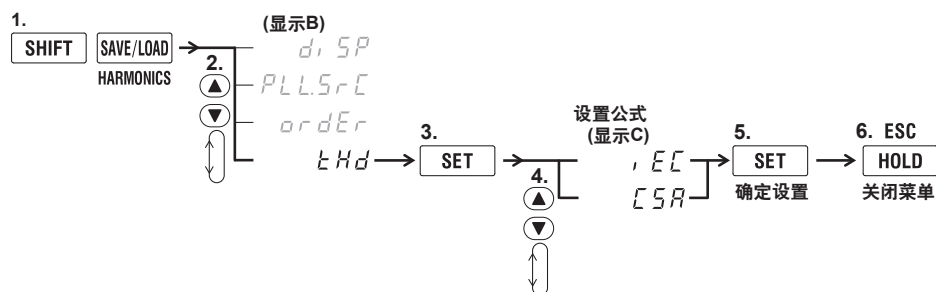 1.
SHIFT SAVE/LOAD
HARMONICS
2.
(显示B)
di SP
PLL.SrC
ordEr
tHd
3.
SET
4.
设置公式
(显示C)
iEC
CSA
5.
SET
确定设置
6. ESC
HOLD
关闭菜单